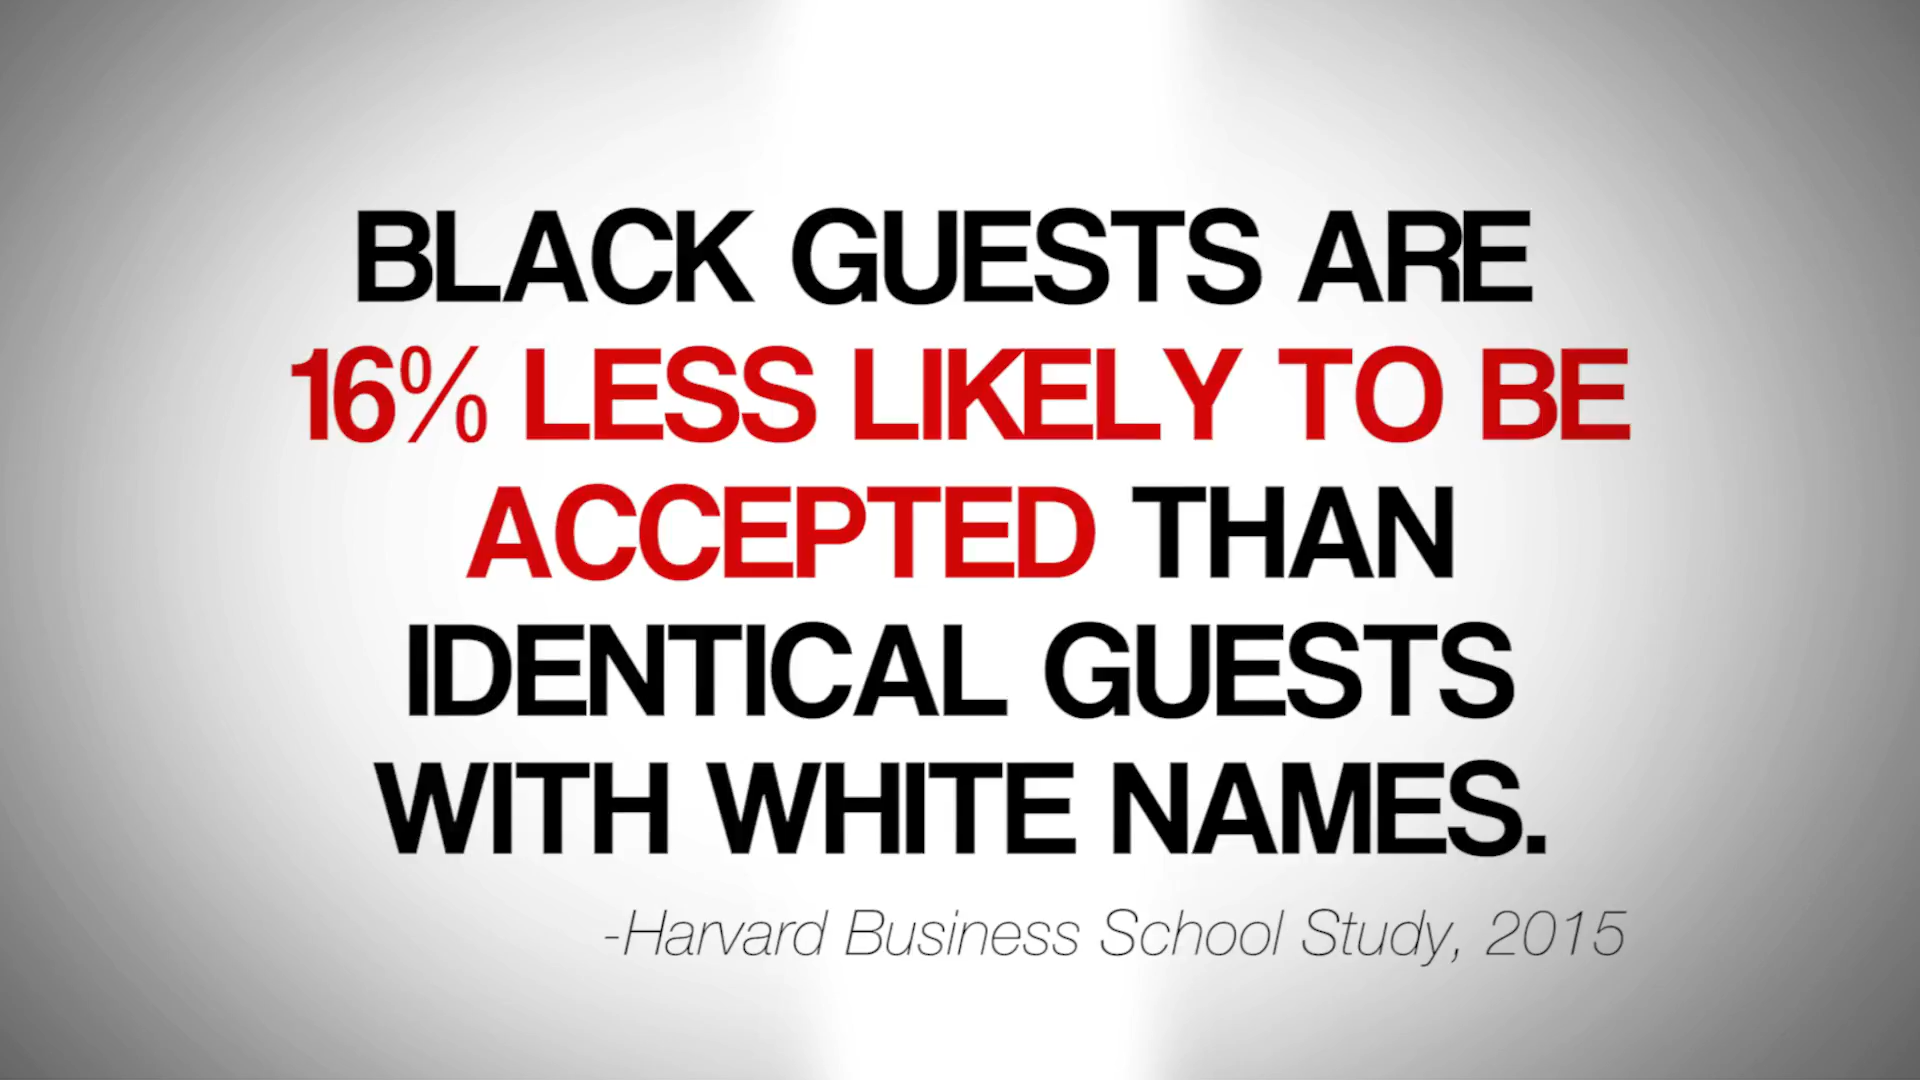 BLACK GUESTS ARE
16% LESS LIKELY TO BE
ACCEPTED THAN
IDENTICAL GUESTS
WITH WHITE NAMES.
-Harvard Business School Study, 2015